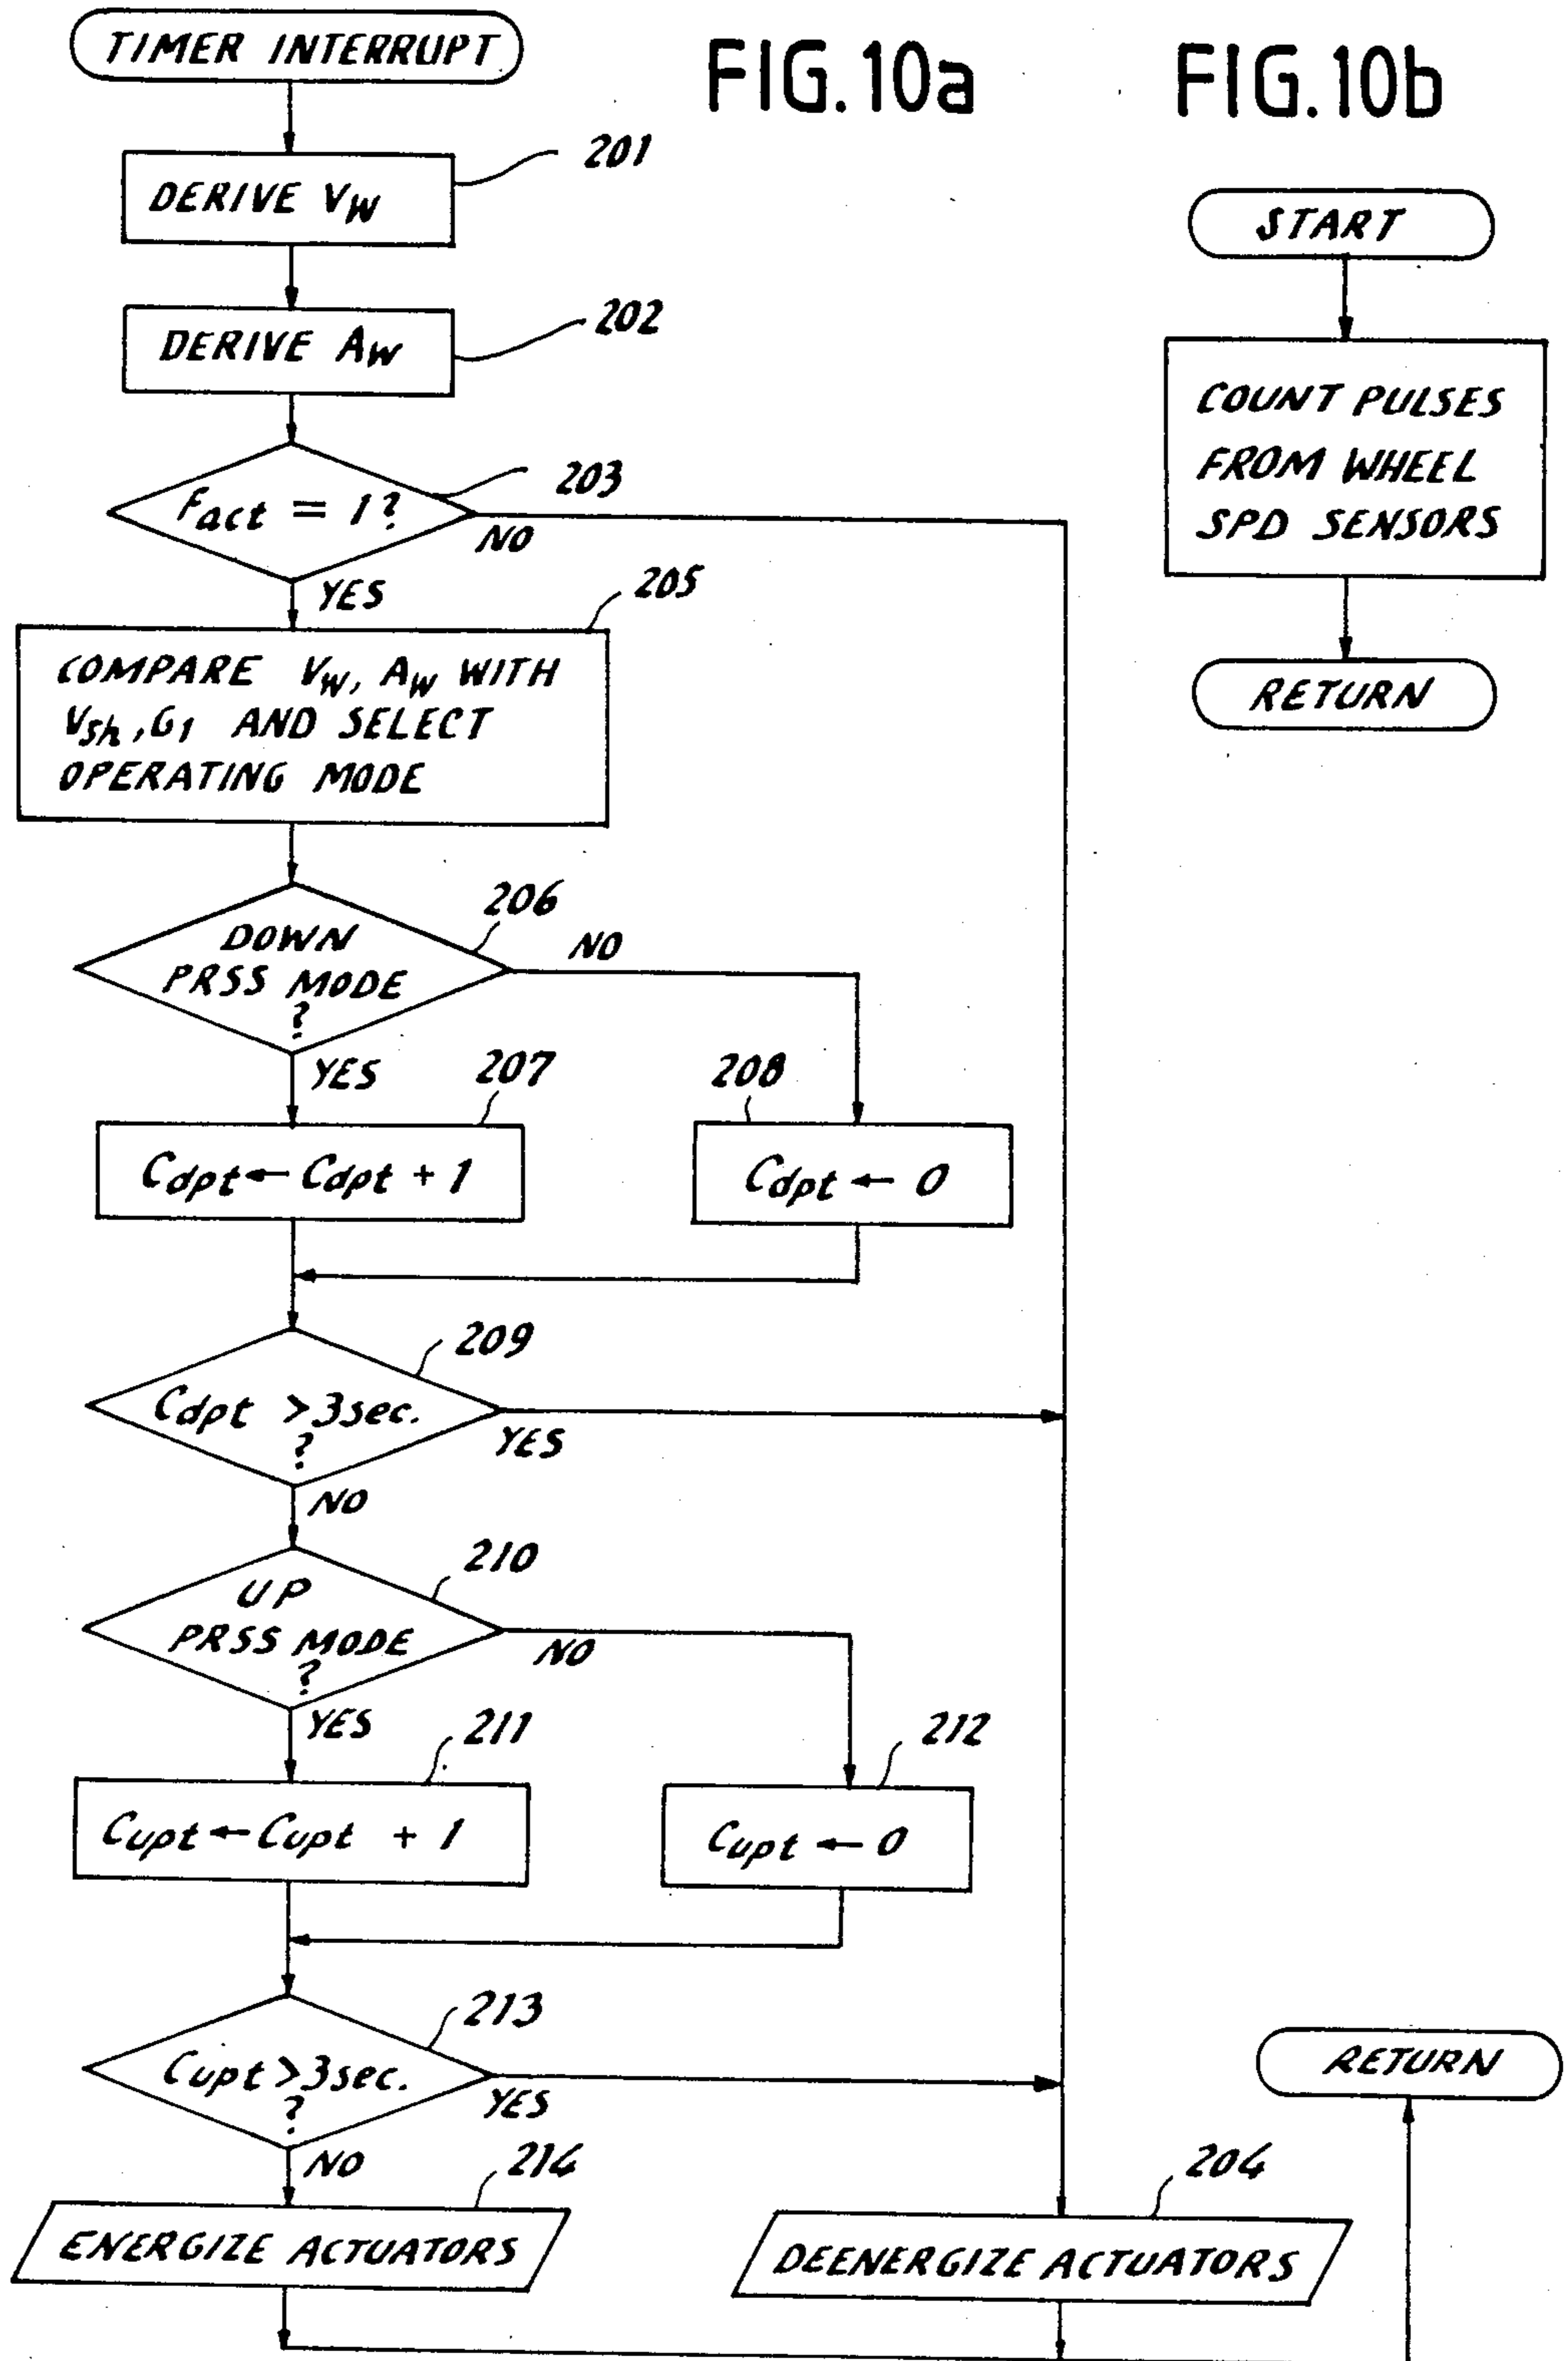 FIG.10a
TIMER INTERRUPT
201
DERIVE Vw
202
DERIVE Aw
203
Fact = 1?
NO
YES
205
COMPARE Vw, Aw WITH
Vsh, G1 AND SELECT
OPERATING MODE
206
DOWN
PRSS MODE
?
NO
YES
207
208
Cdpt ← Cdpt + 1
Cdpt ← 0
209
Cdpt > 3sec.
?
YES
NO
210
UP
PRSS MODE
?
NO
YES
211
212
Cupt ← Cupt + 1
Cupt ← 0
213
Cupt > 3sec.
?
YES
NO
214
204
ENERGIZE ACTUATORS
DEENERGIZE ACTUATORS
RETURN
FIG.10b
START
COUNT PULSES
FROM WHEEL
SPD SENSORS
RETURN